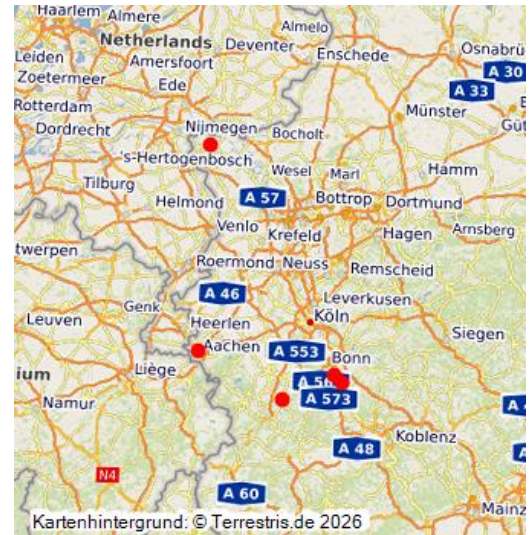 Haarlem Almere
Almelo
Netherlands
Deventer
Osnabrü
Leiden
Amersfoort
Enschede
A 30
Zoetermeer
Ede
A 33
Rotterdam
Münster
Güt
Dordrecht
Nijmegen
Bocholt
's-Hertogenbosch
Hamm
Wesel
Marl
Tilburg
A 57
Bottrop
Dortmund
Helmond
Arnsberg
Venlo
Krefeld
Hagen
twerpen
Roermond
Neuss
Remscheid
A 46
Leverkusen
Genk
Heerlen
Köln
Leuven
Siegen
Aachen
A 553
Bonn
Liège
ium
A 573
Namur
Koblenz
A 48
N4
A 60
Mainz
Kartenhintergrund: © Terrestris.de 2026